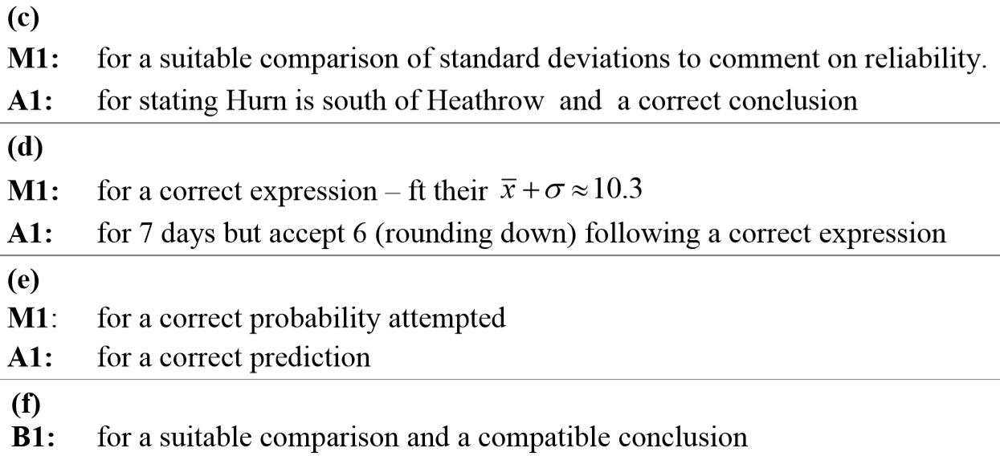 (c)
M1: for a suitable comparison of standard deviations to comment on reliability.
A1: for stating Hurn is south of Heathrow and a correct conclusion
(d)
M1: for a correct expression – ft their x̄ + σ ≈ 10.3
A1: for 7 days but accept 6 (rounding down) following a correct expression
(e)
M1: for a correct probability attempted
A1: for a correct prediction
(f)
B1: for a suitable comparison and a compatible conclusion